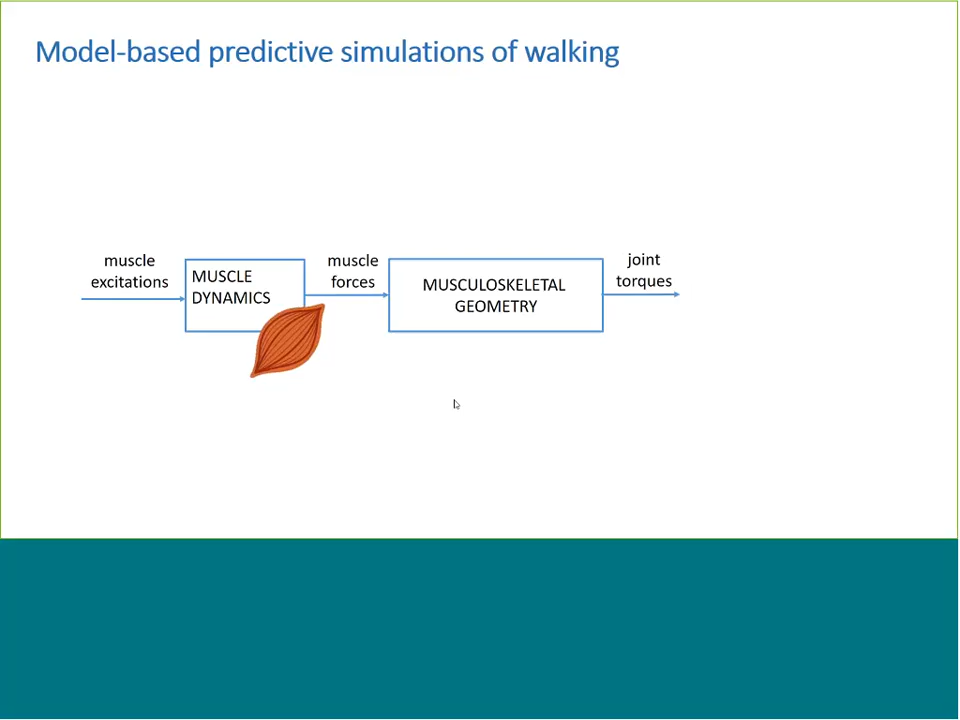 Model-based predictive simulations of walking
muscle
excitations
MUSCLE
DYNAMICS
muscle
forces
MUSCULOSKELETAL
GEOMETRY
joint
torques